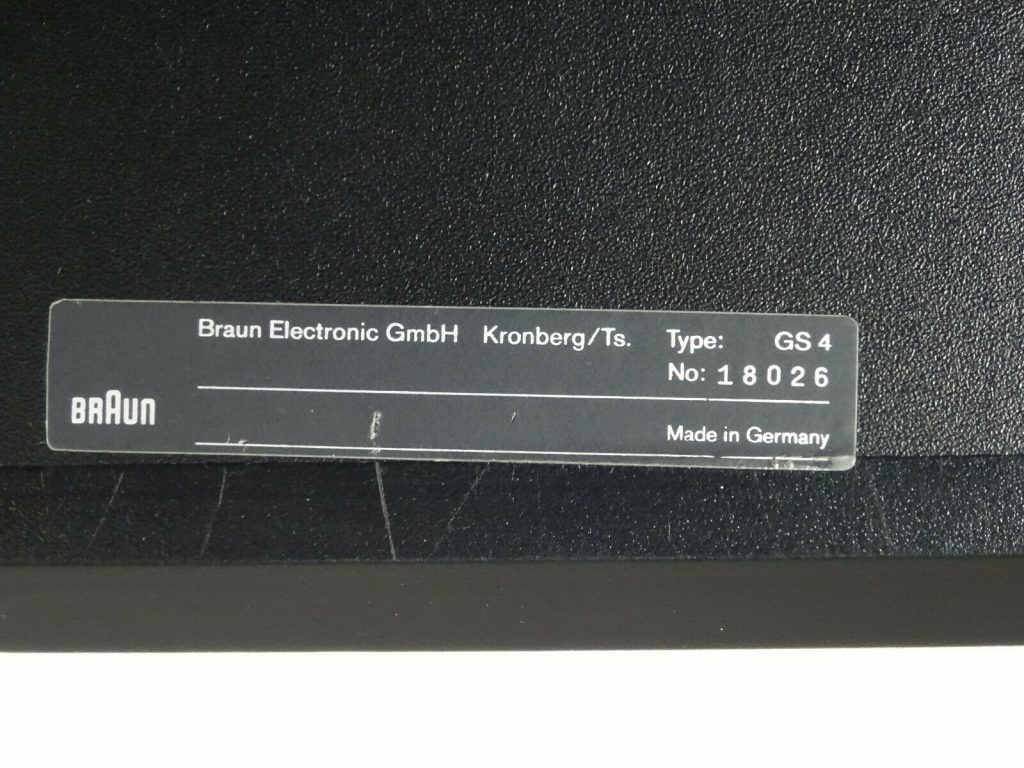 Braun Electronic GmbH Kronberg/Ts. Type: GS 4
No: 18026
BRAUN
Made in Germany